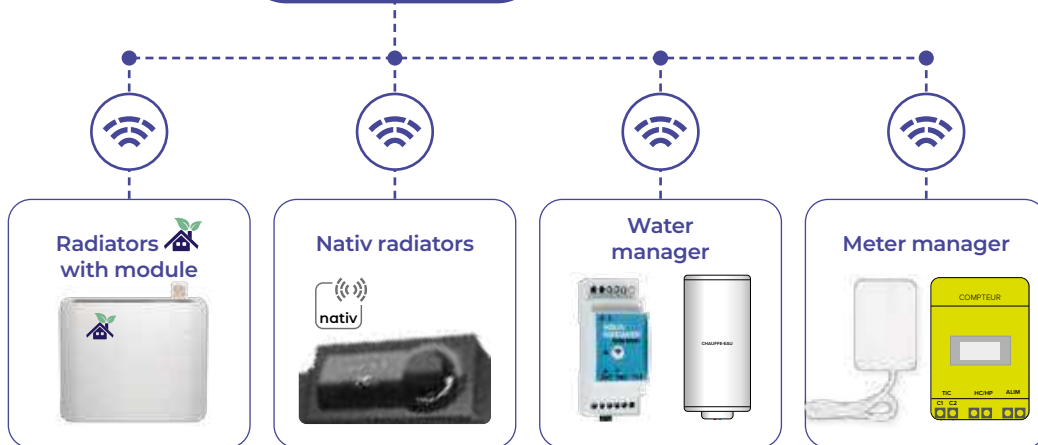 Radiators
with module
Nativ radiators
nativ
Water
manager
CHAUFFE-EAU
Meter manager
COMPTEUR
TIC HC/HP ALIM
C1 C2